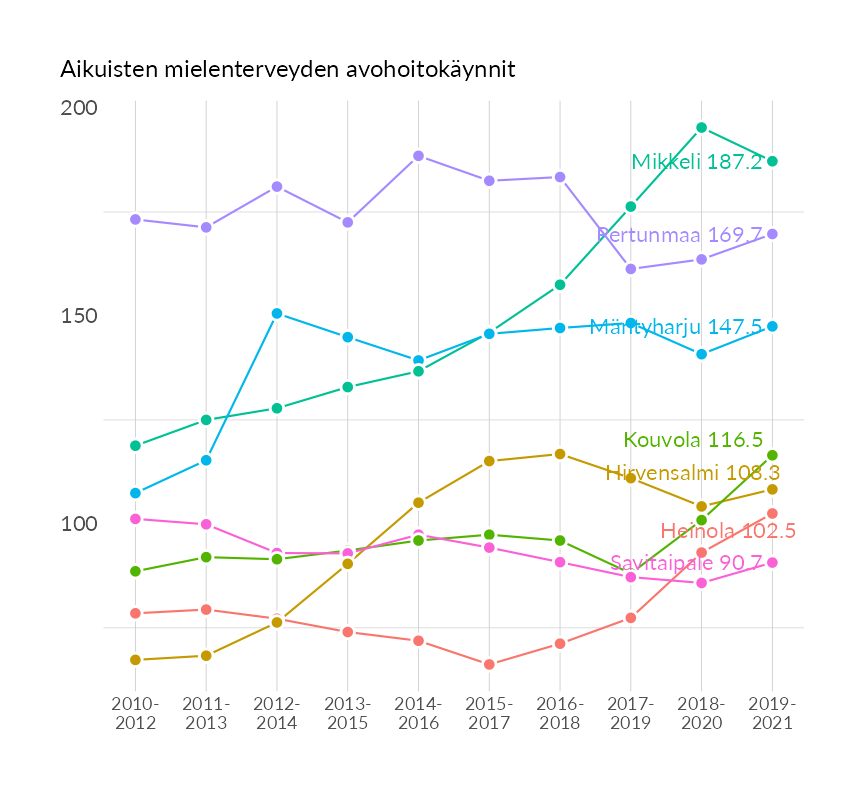 Aikuisten mielenterveyden avohoitokäynnit
200
150
100
Mikkeli 187.2
Pertunmaa 169.7
Mäntyharju 147.5
Kouvola 116.5
Hirvensalmi 108.3
Heinola 102.5
Savitaipale 90.7
2010-2012
2011-2013
2012-2014
2013-2015
2014-2016
2015-2017
2016-2018
2017-2019
2018-2020
2019-2021